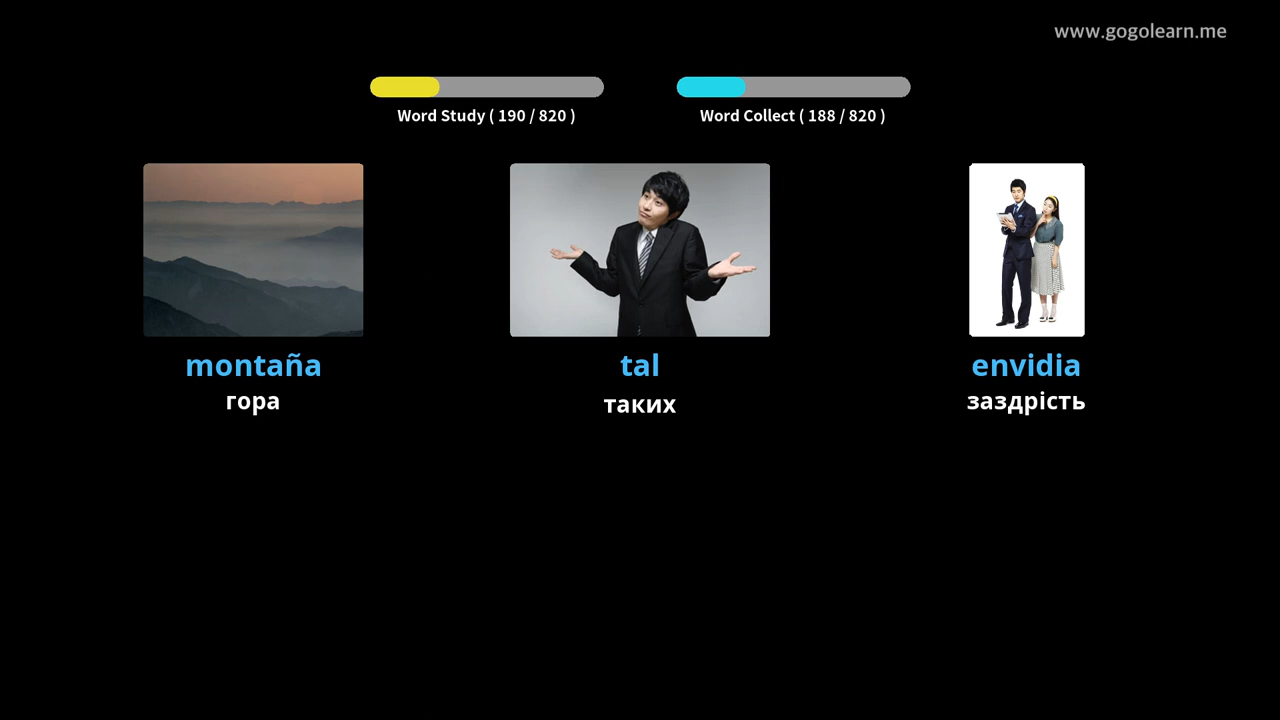 www.gogolearn.me
Word Study ( 190 / 820 )
Word Collect ( 188 / 820 )
montaña
гора
tal
таких
envidia
заздрість